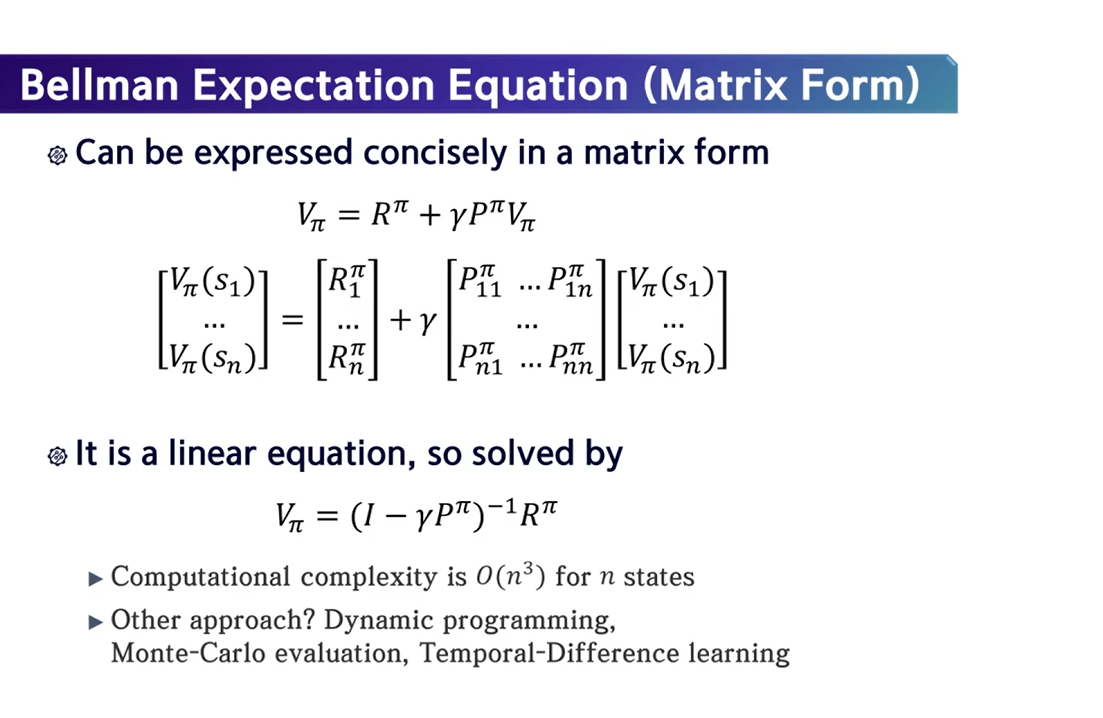 Bellman Expectation Equation (Matrix Form)
Can be expressed concisely in a matrix form
$V_\pi = R^\pi + \gamma P^\pi V_\pi$
$\begin{bmatrix} V_\pi(s_1) \\ \dots \\ V_\pi(s_n) \end{bmatrix} = \begin{bmatrix} R_1^\pi \\ \dots \\ R_n^\pi \end{bmatrix} + \gamma \begin{bmatrix} P_{11}^\pi & \dots P_{1n}^\pi \\ \dots \\ P_{n1}^\pi & \dots P_{nn}^\pi \end{bmatrix} \begin{bmatrix} V_\pi(s_1) \\ \dots \\ V_\pi(s_n) \end{bmatrix}$
It is a linear equation, so solved by
$V_\pi = (I - \gamma P^\pi)^{-1} R^\pi$
▶ Computational complexity is $O(n^3)$ for $n$ states
▶ Other approach? Dynamic programming,
Monte-Carlo evaluation, Temporal-Difference learning